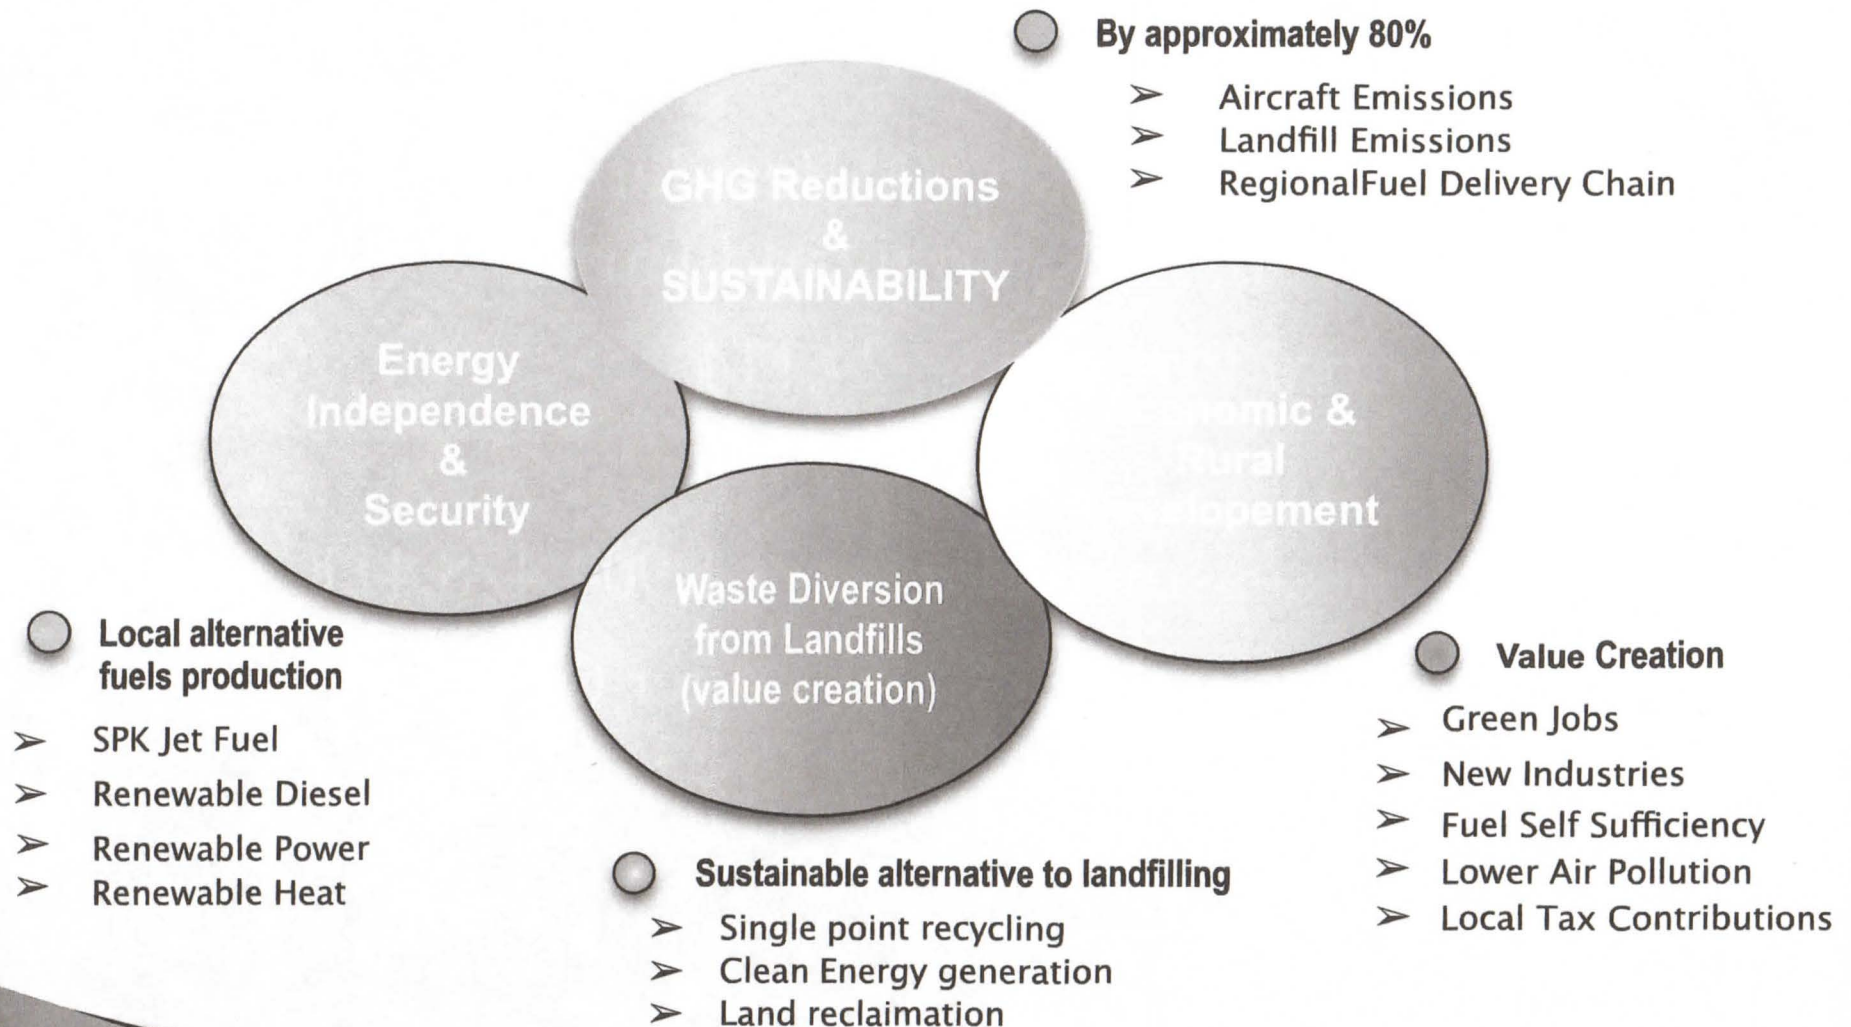 By approximately 80%
➢ Aircraft Emissions
➢ Landfill Emissions
➢ RegionalFuel Delivery Chain
GHG Reductions
&
SUSTAINABILITY
Energy
Independence
&
Security
&
Rural
Waste Diversion
from Landfills
(value creation)
Local alternative
fuels production
➢ SPK Jet Fuel
➢ Renewable Diesel
➢ Renewable Power
➢ Renewable Heat
Sustainable alternative to landfilling
➢ Single point recycling
➢ Clean Energy generation
➢ Land reclaimation
Value Creation
➢ Green Jobs
➢ New Industries
➢ Fuel Self Sufficiency
➢ Lower Air Pollution
➢ Local Tax Contributions